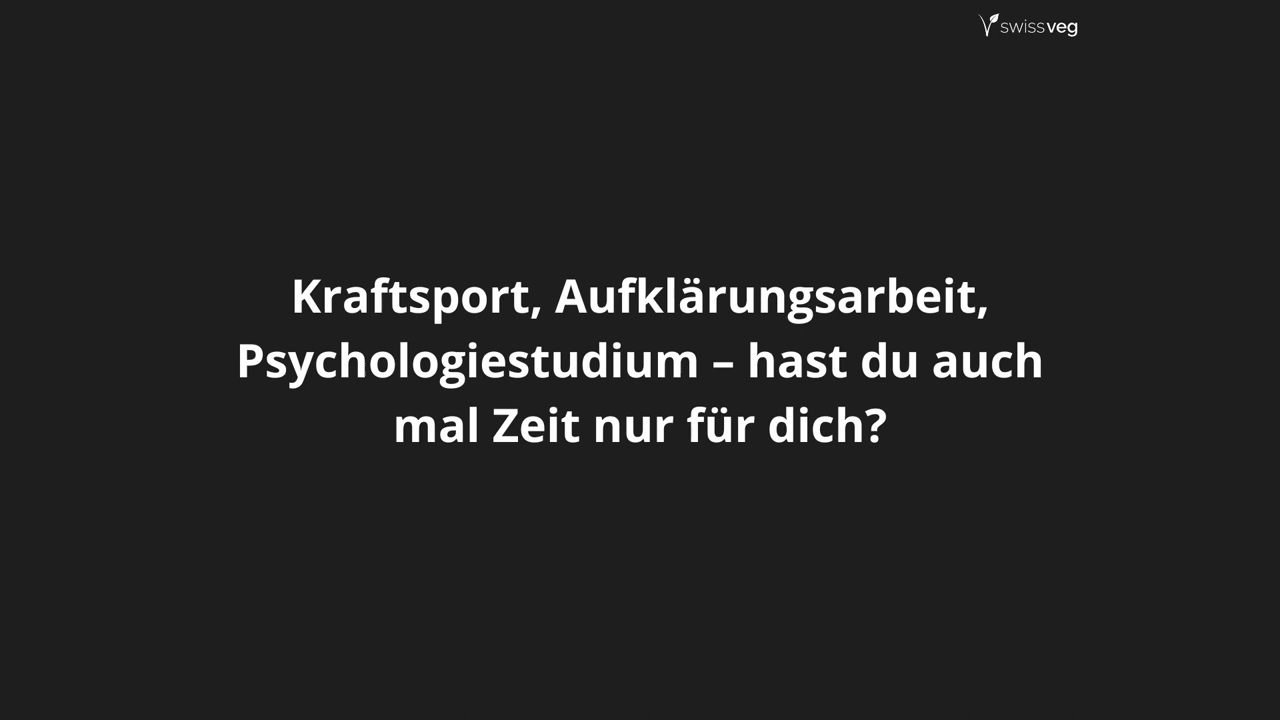 swissveg
Kraftsport, Aufklärungsarbeit,
Psychologiestudium – hast du auch
mal Zeit nur für dich?